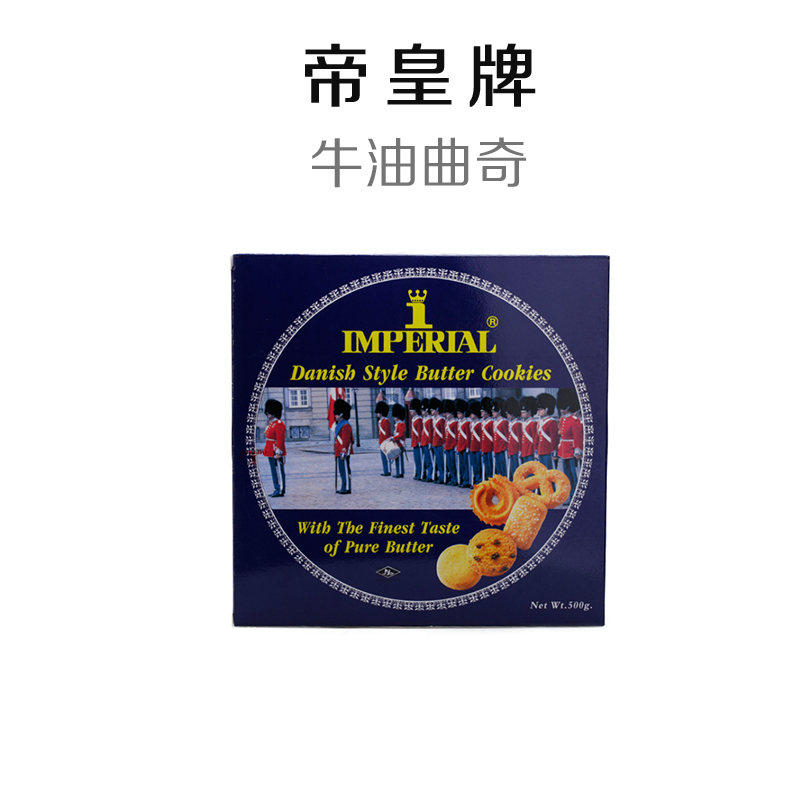 帝皇牌
牛油曲奇
1
IMPERIAL®
Danish Style Butter Cookies
With The Finest Taste
of Pure Butter
Net Wt.500g.